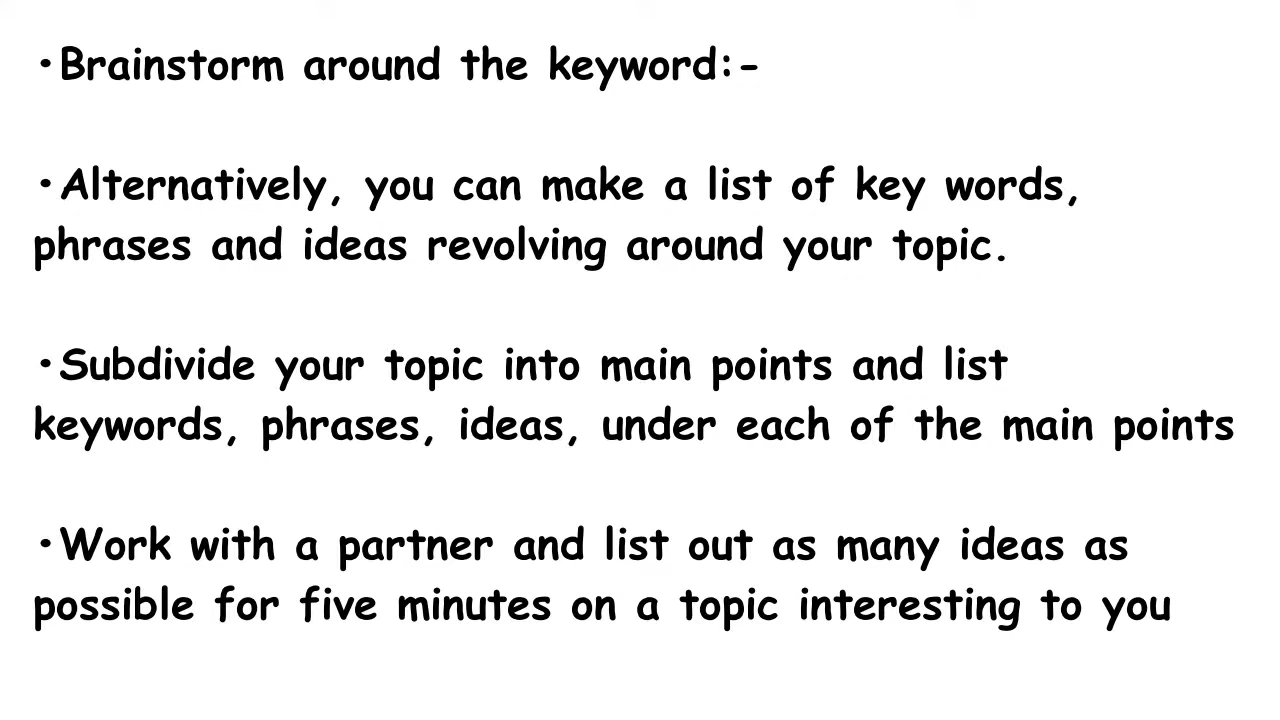 •Brainstorm around the keyword:-
•Alternatively, you can make a list of key words,
phrases and ideas revolving around your topic.
•Subdivide your topic into main points and list
keywords, phrases, ideas, under each of the main points
•Work with a partner and list out as many ideas as
possible for five minutes on a topic interesting to you